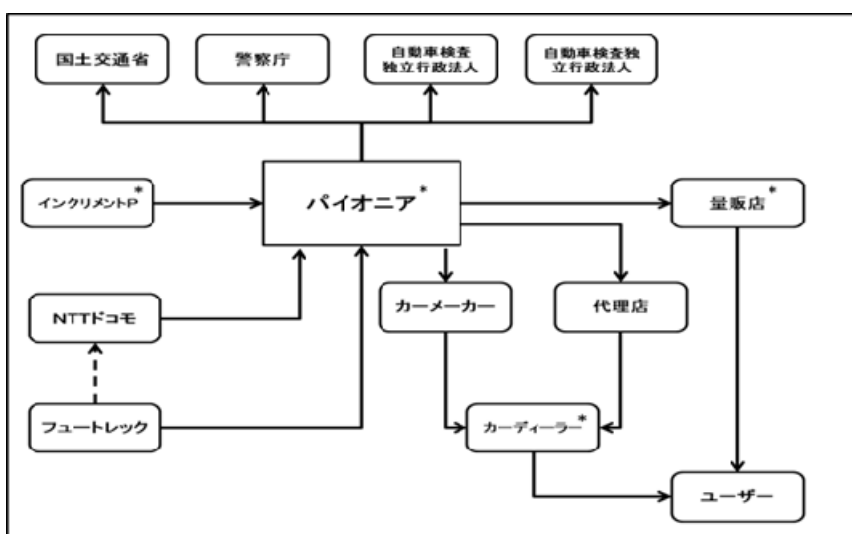 国土交通省
警察庁
自動車検査
独立行政法人
自動車検査独
立行政法人
インクリメントP*
パイオニア*
量販店*
NTTドコモ
カーメーカー
代理店
フュートレック
カーディーラー*
ユーザー